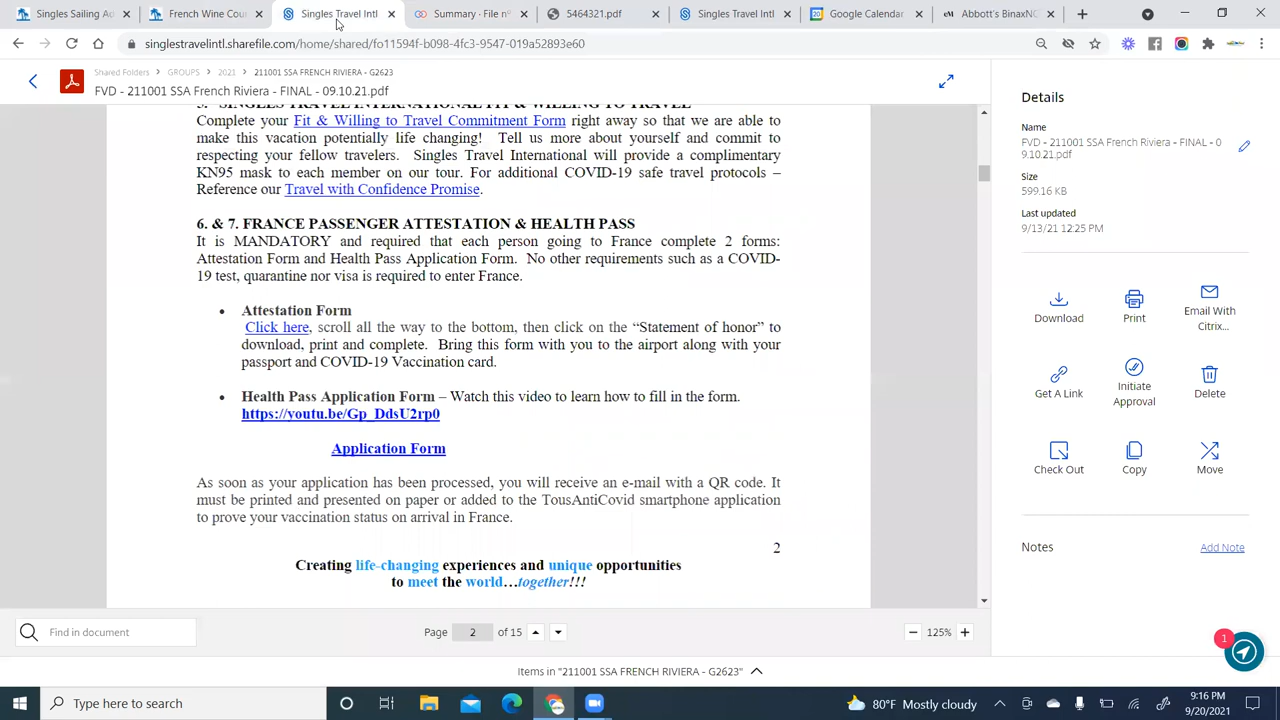 Singles Sailing Ad
French Wine Cou
Singles Travel Intl
Summary - File nº
5464321.pdf
Singles Travel Intl
Google Calendar
Abbott's BinaxNO
singlestravelintl.sharefile.com/home/shared/fo11594f-b098-4fc3-9547-019a52893e60
Shared Folders > GROUPS > 2021 > 211001 SSA FRENCH RIVIERA - G2623
FVD - 211001 SSA French Riviera - FINAL - 09.10.21.pdf
5. SINGLES TRAVEL INTERNATIONAL FIT & WILLING TO TRAVEL
Complete your Fit & Willing to Travel Commitment Form right away so that we are able to
make this vacation potentially life changing! Tell us more about yourself and commit to
respecting your fellow travelers. Singles Travel International will provide a complimentary
KN95 mask to each member on our tour. For additional COVID-19 safe travel protocols –
Reference our Travel with Confidence Promise.
6. & 7. FRANCE PASSENGER ATTESTATION & HEALTH PASS
It is MANDATORY and required that each person going to France complete 2 forms:
Attestation Form and Health Pass Application Form. No other requirements such as a COVID-
19 test, quarantine nor visa is required to enter France.
• Attestation Form
Click here, scroll all the way to the bottom, then click on the “Statement of honor” to
download, print and complete. Bring this form with you to the airport along with your
passport and COVID-19 Vaccination card.
• Health Pass Application Form – Watch this video to learn how to fill in the form.
https://youtu.be/Gp_DdsU2rp0
Application Form
As soon as your application has been processed, you will receive an e-mail with a QR code. It
must be printed and presented on paper or added to the TousAntiCovid smartphone application
to prove your vaccination status on arrival in France.
2
Creating life-changing experiences and unique opportunities
to meet the world…together!!!
Find in document
Page 2 of 15
125%
Items in "211001 SSA FRENCH RIVIERA - G2623"
Details
Name
FVD - 211001 SSA French Riviera - FINAL - 0
9.10.21.pdf
Size
599.16 KB
Last updated
9/13/21 12:25 PM
Download
Print
Email With
Citrix...
Get A Link
Initiate
Approval
Delete
Check Out
Copy
Move
Notes
Add Note
1
Type here to search
80°F Mostly cloudy
9:16 PM
9/20/2021